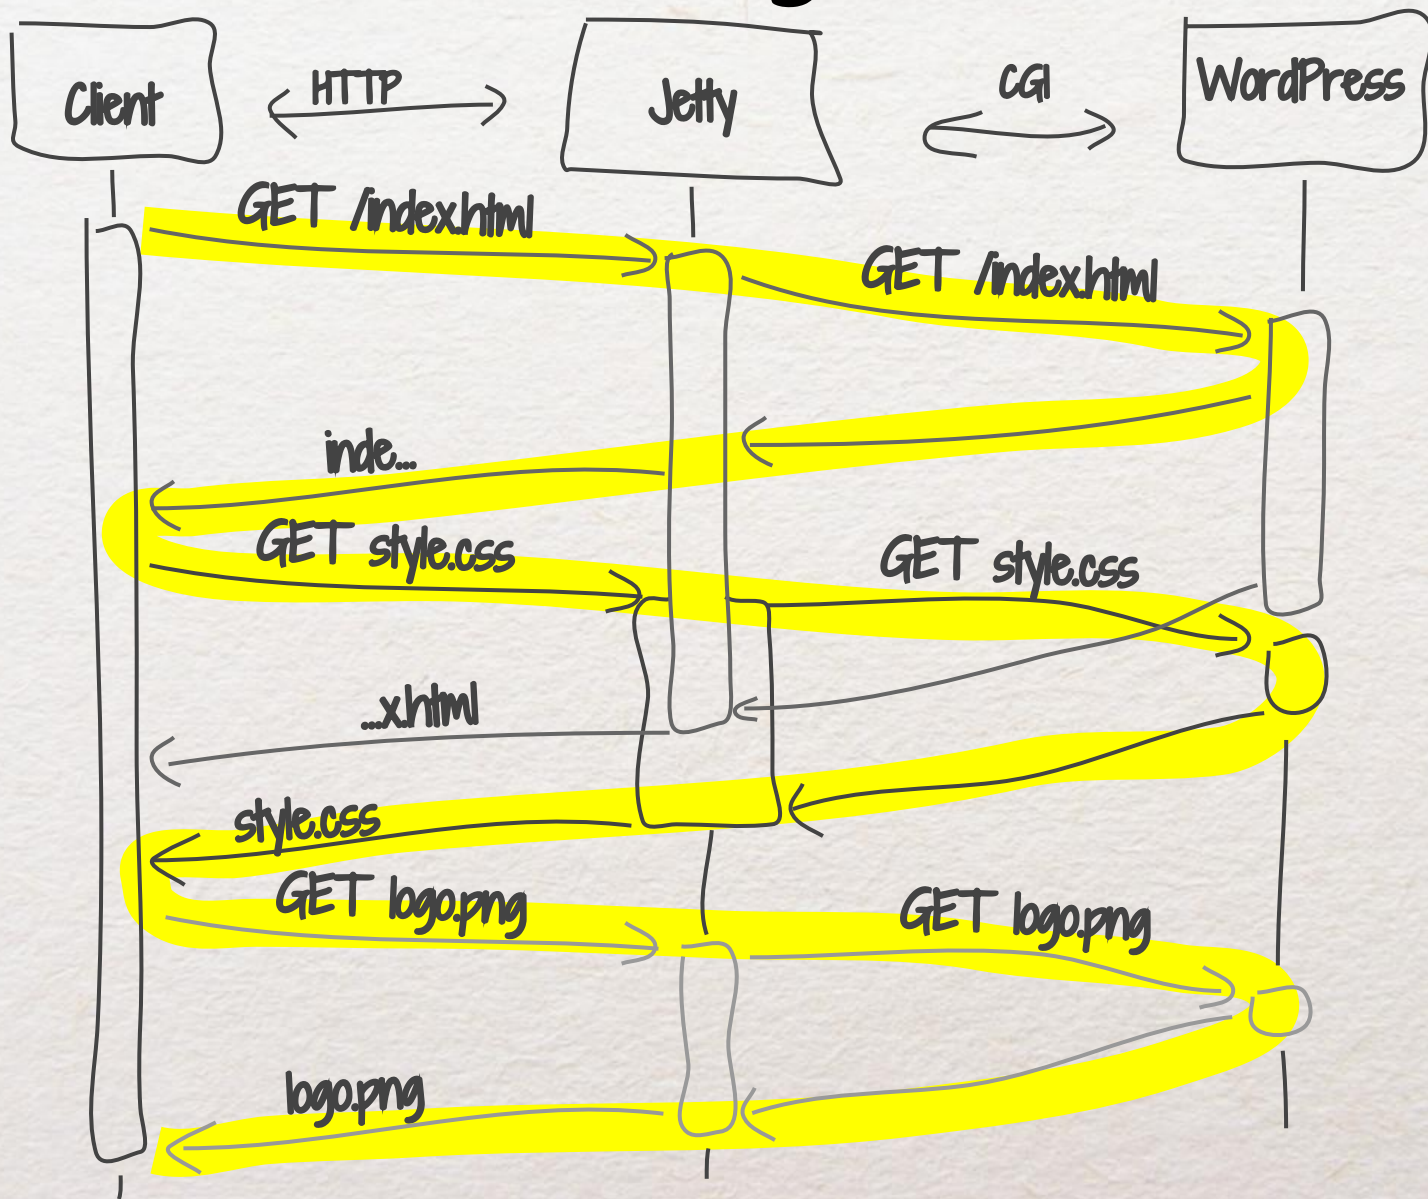 Client
HTTP
Jetty
CGI
WordPress
GET /index.html
GET /index.html
inde...
GET style.css
GET style.css
...x.html
style.css
GET logo.png
GET logo.png
logo.png